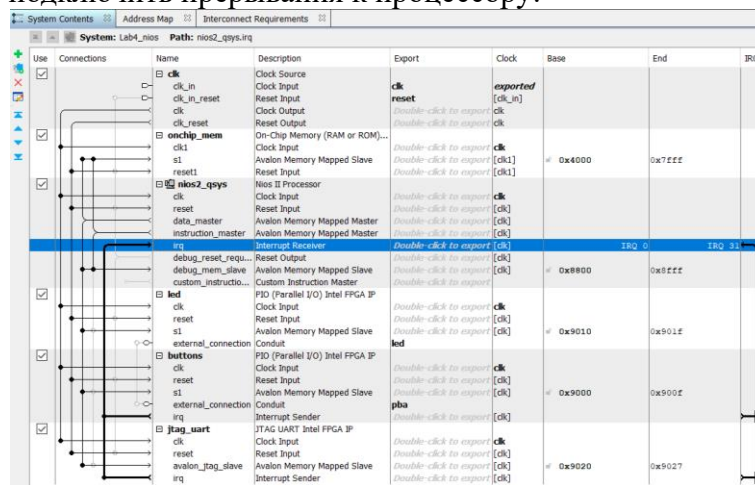 подключить прерывания к процессору.
System Contents Address Map Interconnect Requirements
System: Lab4_nios Path: nios2_qsys.irq
Use Connections Name Description Export Clock Base End IR
clk Clock Source
clk_in Clock Input clk exported
clk_in_reset Reset Input reset [clk_in]
clk Clock Output Double-click to export clk
clk_reset Reset Output Double-click to export
onchip_mem On-Chip Memory (RAM or ROM)...
clk1 Clock Input Double-click to export clk
s1 Avalon Memory Mapped Slave Double-click to export [clk1] 0x4000 0x7fff
reset1 Reset Input Double-click to export [clk1]
nios2_qsys Nios II Processor
clk Clock Input Double-click to export clk
reset Reset Input Double-click to export [clk]
data_master Avalon Memory Mapped Master Double-click to export [clk]
instruction_master Avalon Memory Mapped Master Double-click to export [clk]
irq Interrupt Receiver Double-click to export [clk] IRQ 0 IRQ 31
debug_reset_requ... Reset Output Double-click to export [clk]
debug_mem_slave Avalon Memory Mapped Slave Double-click to export [clk] 0x8800 0x8fff
custom_instructio... Custom Instruction Master Double-click to export
led PIO (Parallel I/O) Intel FPGA IP
clk Clock Input Double-click to export clk
reset Reset Input Double-click to export [clk]
s1 Avalon Memory Mapped Slave Double-click to export [clk] 0x9010 0x901f
external_connection Conduit led
buttons PIO (Parallel I/O) Intel FPGA IP
clk Clock Input Double-click to export clk
reset Reset Input Double-click to export [clk]
s1 Avalon Memory Mapped Slave Double-click to export [clk] 0x9000 0x900f
external_connection Conduit pba
irq Interrupt Sender Double-click to export [clk]
jtag_uart JTAG UART Intel FPGA IP
clk Clock Input Double-click to export clk
reset Reset Input Double-click to export [clk]
avalon_jtag_slave Avalon Memory Mapped Slave Double-click to export [clk] 0x9020 0x9027
irq Interrupt Sender Double-click to export [clk]